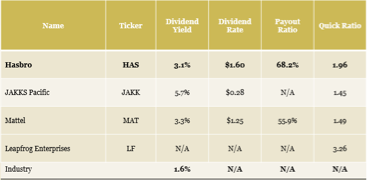 Name Ticker Dividend Yield Dividend Rate Payout Ratio Quick Ratio
Hasbro HAS 3.1% $1.60 68.2% 1.96
JAKKS Pacific JAKK 5.7% $0.28 N/A 1.45
Mattel MAT 3.3% $1.25 55.9% 1.49
Leapfrog Enterprises LF N/A N/A N/A 3.26
Industry 1.6% N/A N/A N/A